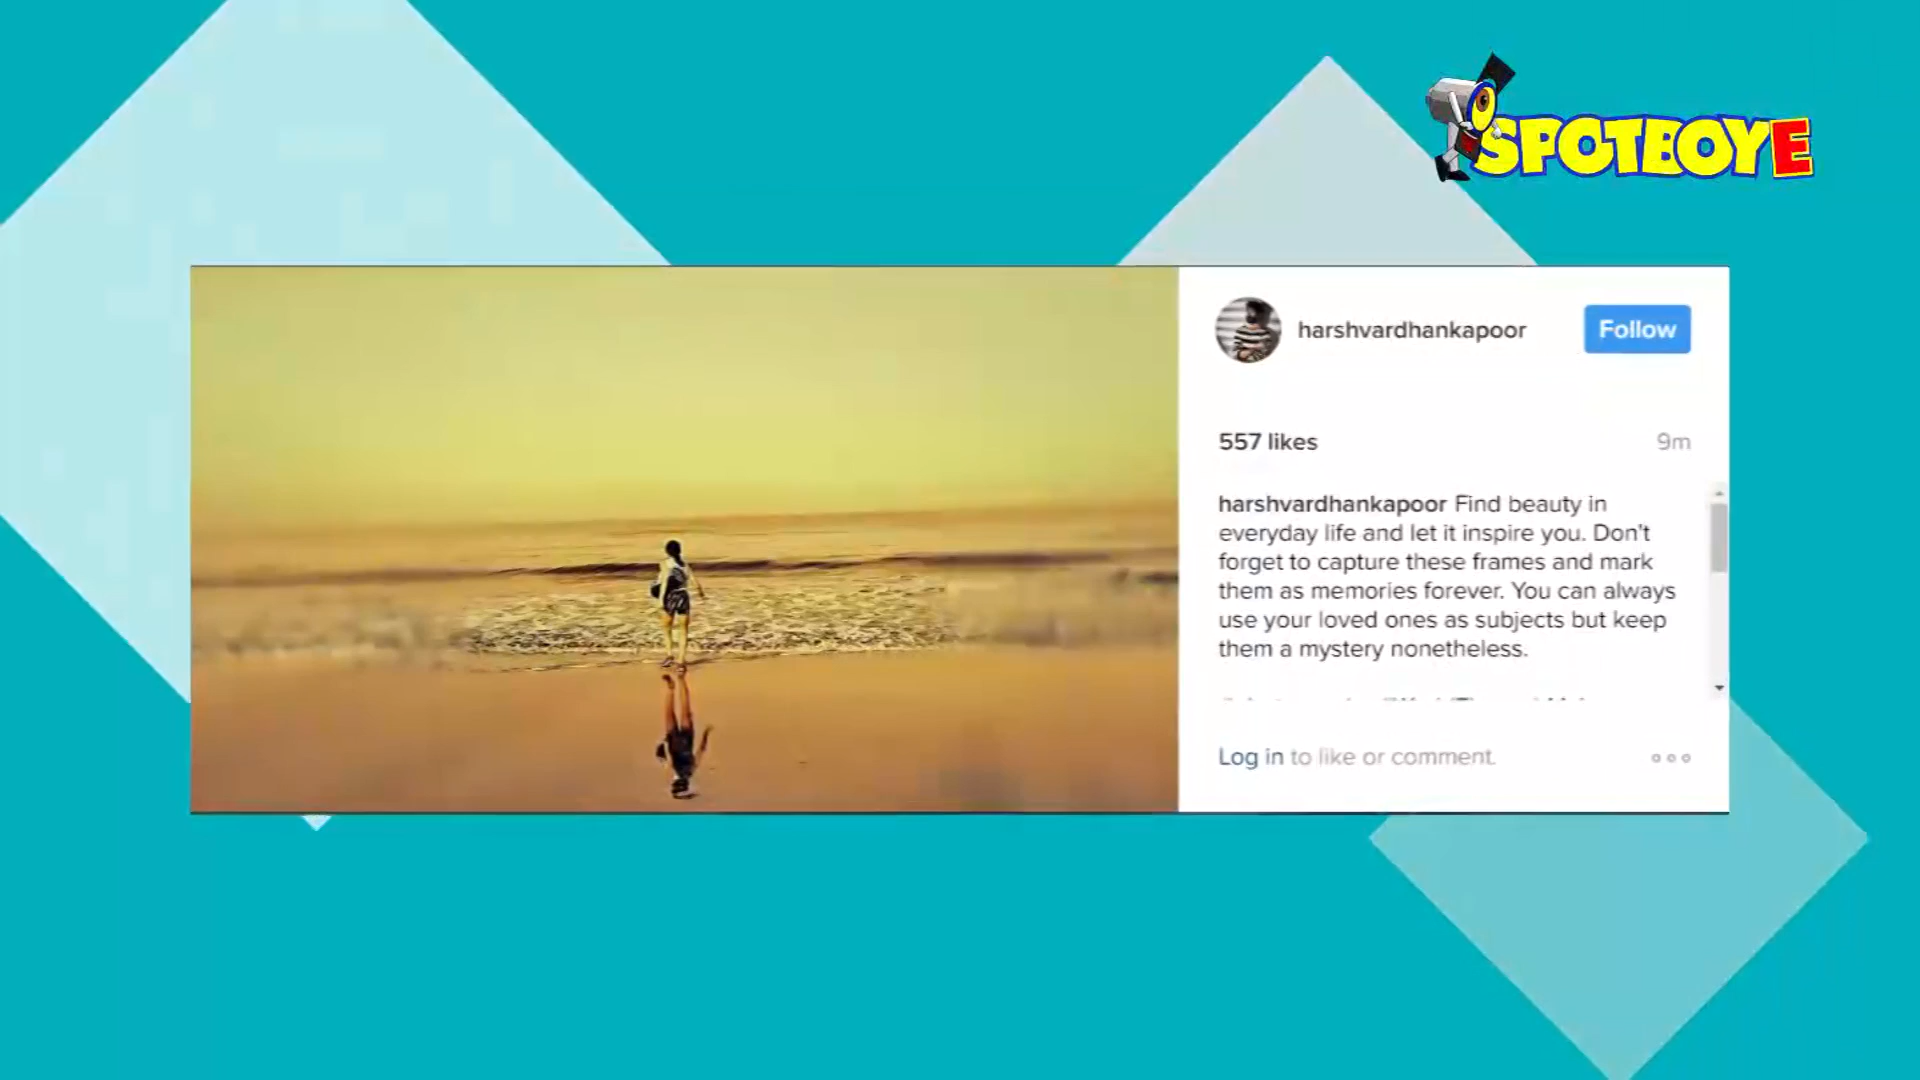 SPOTBOYE
harshvardhankapoor
Follow
557 likes
9m
harshvardhankapoor Find beauty in
everyday life and let it inspire you. Don't
forget to capture these frames and mark
them as memories forever. You can always
use your loved ones as subjects but keep
them a mystery nonetheless.
Log in to like or comment.